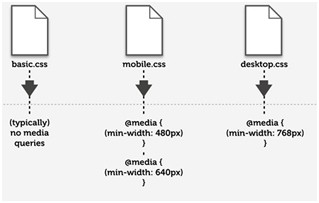 basic.css
mobile.css
desktop.css
(typically)
no media
queries
@media {
(min-width: 480px)
}
@media {
(min-width: 640px)
}
@media {
(min-width: 768px)
}